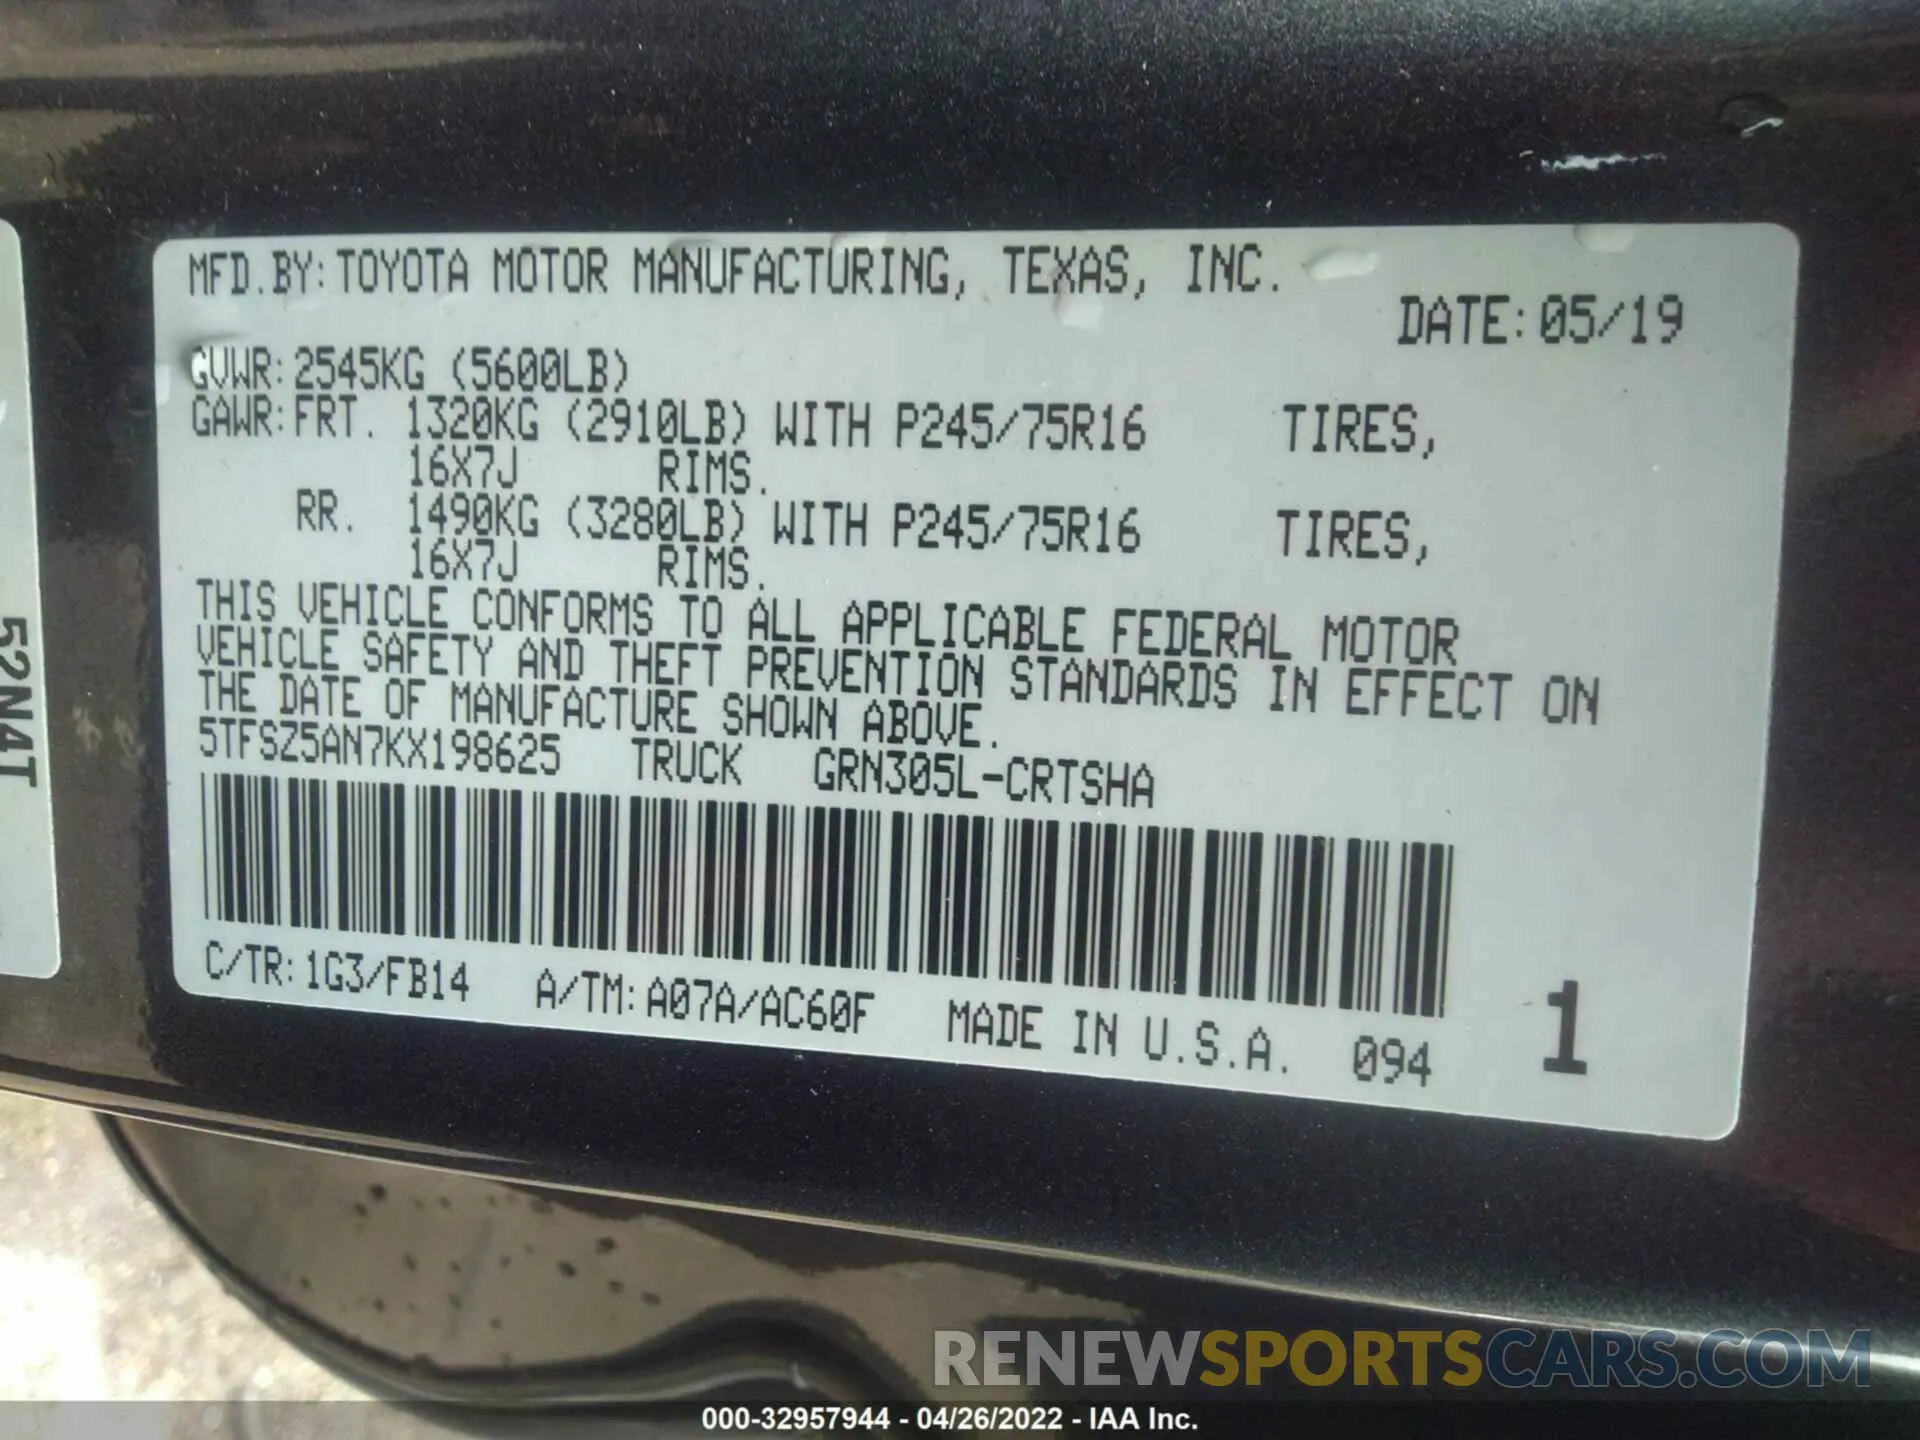 MFD.BY: TOYOTA MOTOR MANUFACTURING, TEXAS, INC.
DATE: 05/19
GVWR: 2545KG (5600LB)
GAWR: FRT. 1320KG (2910LB) WITH P245/75R16 TIRES,
16X7J RIMS.
RR. 1490KG (3280LB) WITH P245/75R16 TIRES,
16X7J RIMS.
THIS VEHICLE CONFORMS TO ALL APPLICABLE FEDERAL MOTOR
VEHICLE SAFETY AND THEFT PREVENTION STANDARDS IN EFFECT ON
THE DATE OF MANUFACTURE SHOWN ABOVE.
5TFSZ5AN7KX198625 TRUCK GRN305L-CRTSHA
C/TR: 1G3/FB14 A/TM: A07A/AC60F MADE IN U.S.A. 094 1
52N4T
RENEWSPORTSCARS.COM
000-32957944 - 04/26/2022 - IAA Inc.